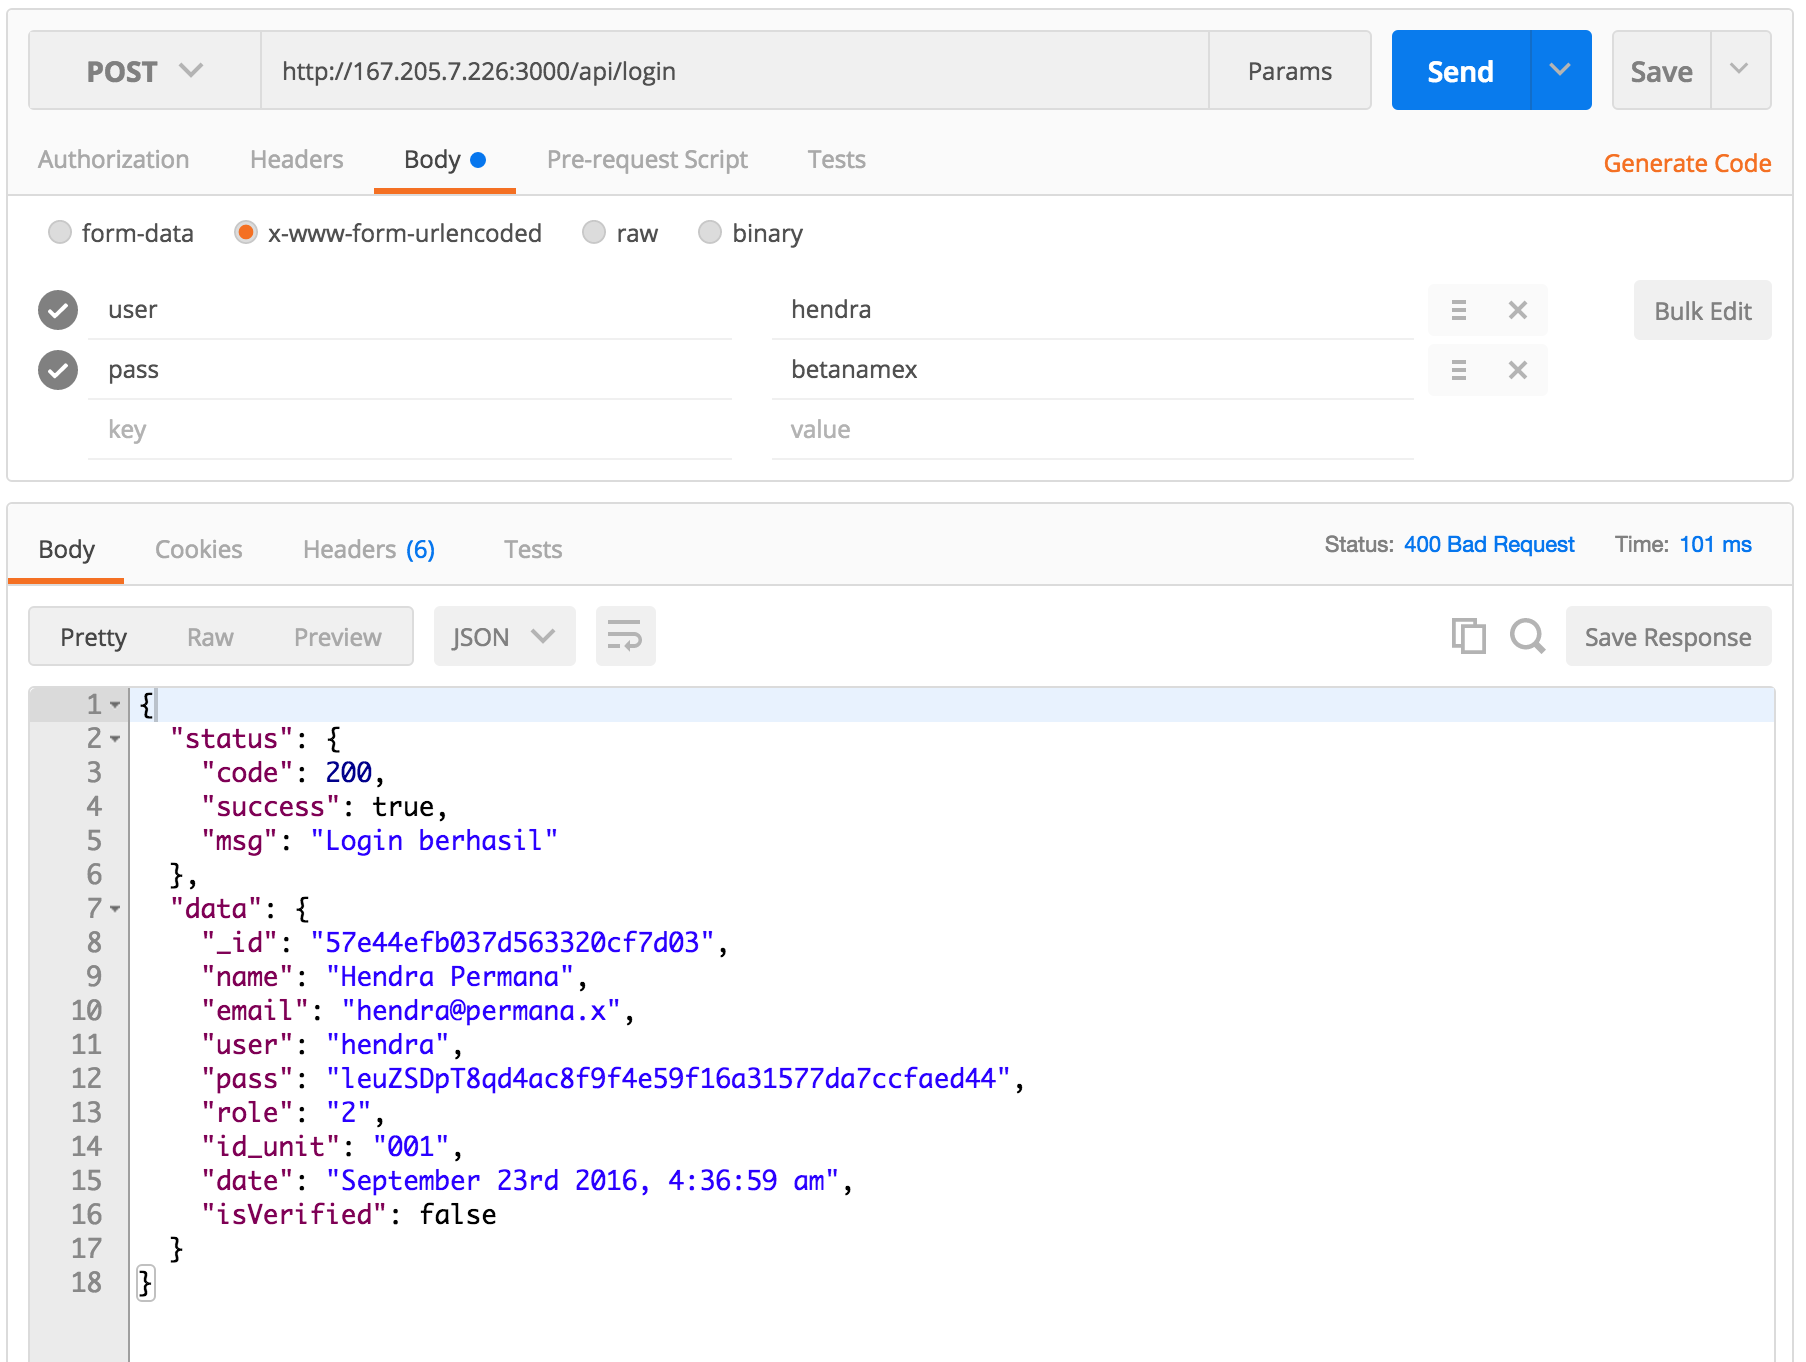 POST http://167.205.7.226:3000/api/login Params Send Save
Authorization Headers Body Pre-request Script Tests Generate Code
form-data x-www-form-urlencoded raw binary
user hendra Bulk Edit
pass betanamex
key value
Body Cookies Headers (6) Tests Status: 400 Bad Request Time: 101 ms
Pretty Raw Preview JSON Save Response
1 {
2 "status": {
3 "code": 200,
4 "success": true,
5 "msg": "Login berhasil"
6 },
7 "data": {
8 "_id": "57e44efb037d563320cf7d03",
9 "name": "Hendra Permana",
10 "email": "hendra@permana.x",
11 "user": "hendra",
12 "pass": "leuZSDpT8qd4ac8f9f4e59f16a31577da7ccfaed44",
13 "role": "2",
14 "id_unit": "001",
15 "date": "September 23rd 2016, 4:36:59 am",
16 "isVerified": false
17 }
18 }